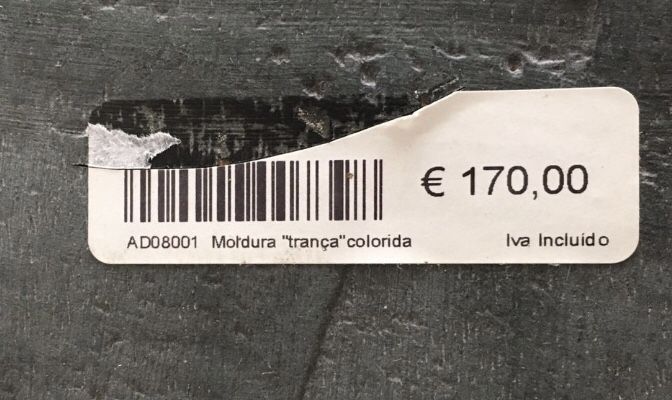 € 170,00
AD08001 Moldura "trança"colorida
Iva Incluído